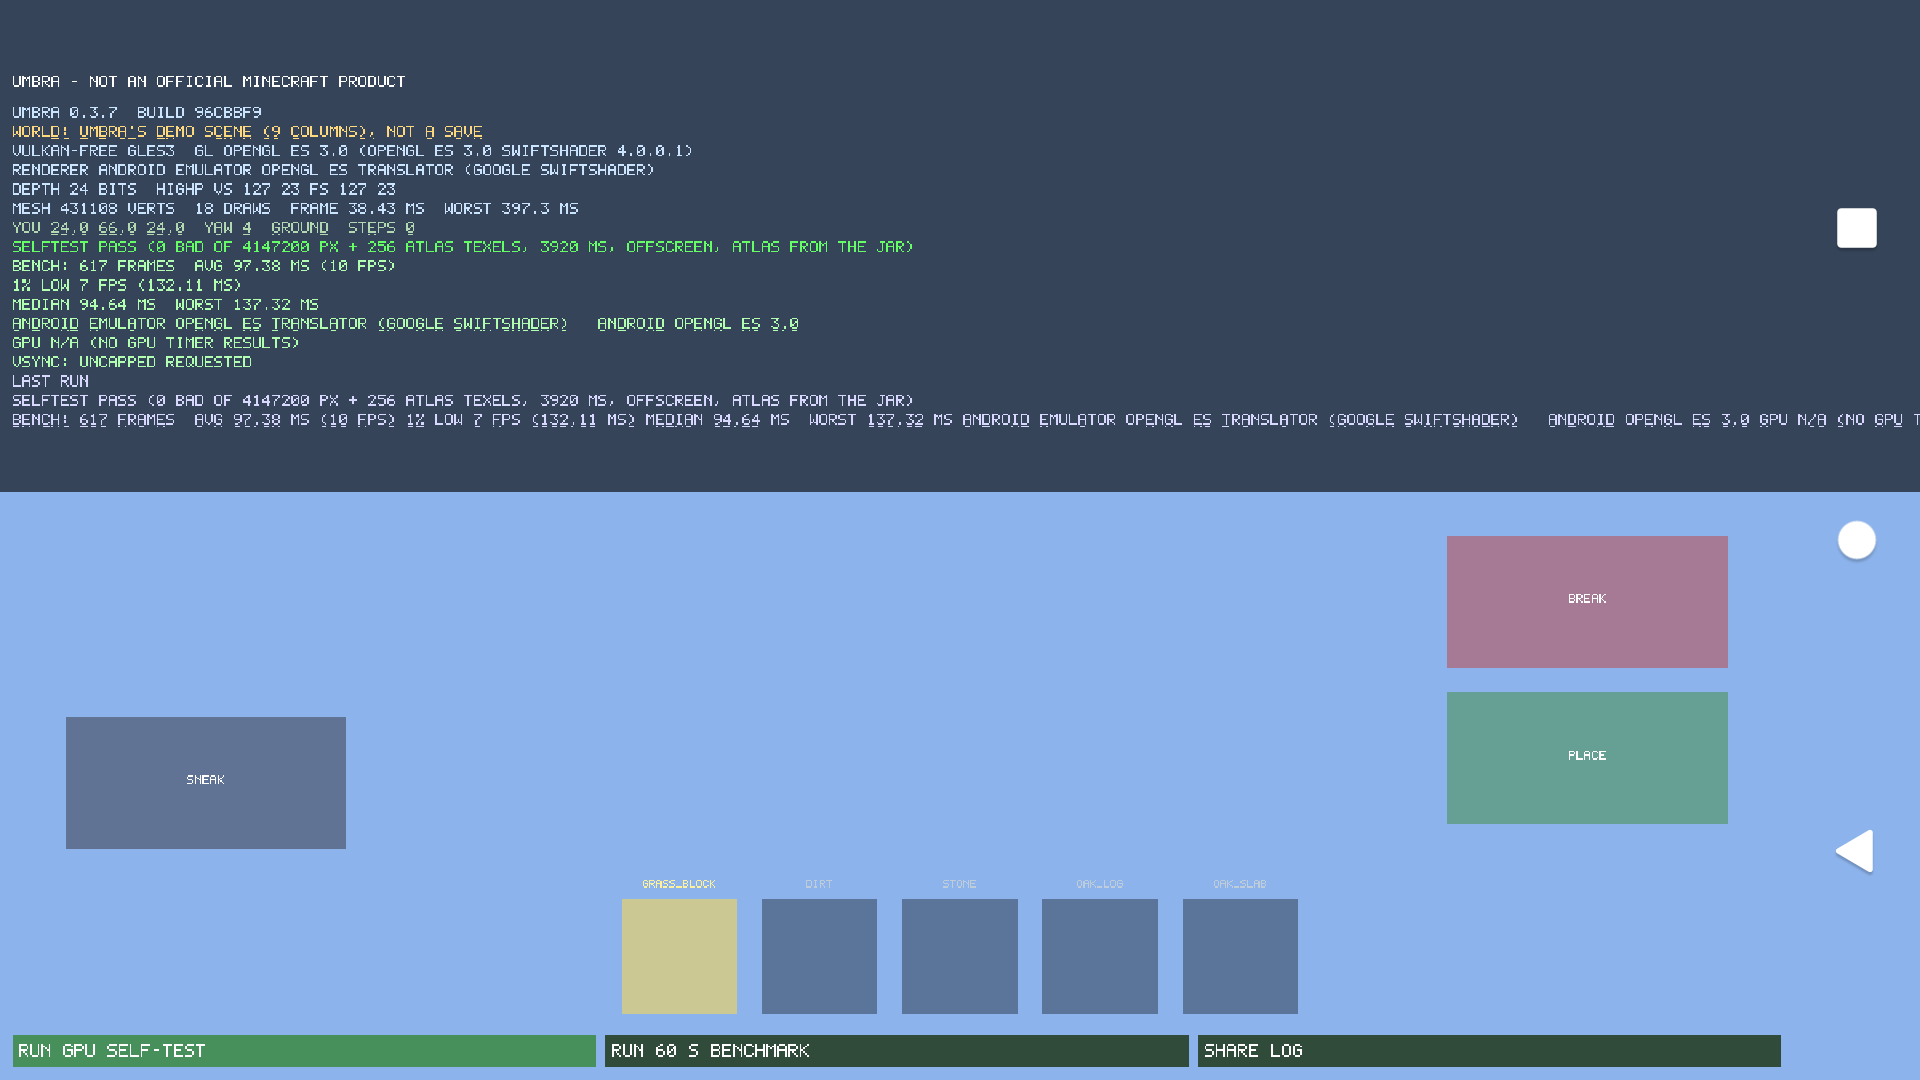 UMBRA - NOT AN OFFICIAL MINECRAFT PRODUCT
UMBRA 0.3.7  BUILD 96CBBF9
WORLD: UMBRA'S DEMO SCENE (9 COLUMNS), NOT A SAVE
VULKAN-FREE GLES3  GL OPENGL ES 3.0 (OPENGL ES 3.0 SWIFTSHADER 4.0.0.1)
RENDERER ANDROID EMULATOR OPENGL ES TRANSLATOR (GOOGLE SWIFTSHADER)
DEPTH 24 BITS  HIGHP VS 127 23 FS 127 23
MESH 431108 VERTS  18 DRAWS  FRAME 38.43 MS  WORST 397.3 MS
YOU 24,0 66,0 24,0  YAW 4  GROUND  STEPS 0
SELFTEST PASS (0 BAD OF 4147200 PX + 256 ATLAS TEXELS, 3920 MS, OFFSCREEN, ATLAS FROM THE JAR)
BENCH: 617 FRAMES  AVG 97.38 MS (10 FPS)
1% LOW 7 FPS (132.11 MS)
MEDIAN 94.64 MS  WORST 137.32 MS
ANDROID EMULATOR OPENGL ES TRANSLATOR (GOOGLE SWIFTSHADER)   ANDROID OPENGL ES 3.0
GPU N/A (NO GPU TIMER RESULTS)
VSYNC: UNCAPPED REQUESTED
LAST RUN
SELFTEST PASS (0 BAD OF 4147200 PX + 256 ATLAS TEXELS, 3920 MS, OFFSCREEN, ATLAS FROM THE JAR)
BENCH: 617 FRAMES  AVG 97.38 MS (10 FPS) 1% LOW 7 FPS (132.11 MS) MEDIAN 94.64 MS  WORST 137.32 MS ANDROID EMULATOR OPENGL ES TRANSLATOR (GOOGLE SWIFTSHADER)   ANDROID OPENGL ES 3.0 GPU N/A (NO GPU T
BREAK
PLACE
SNEAK
GRASS_BLOCK
DIRT
STONE
OAK_LOG
OAK_SLAB
RUN GPU SELF-TEST
RUN 60 S BENCHMARK
SHARE LOG